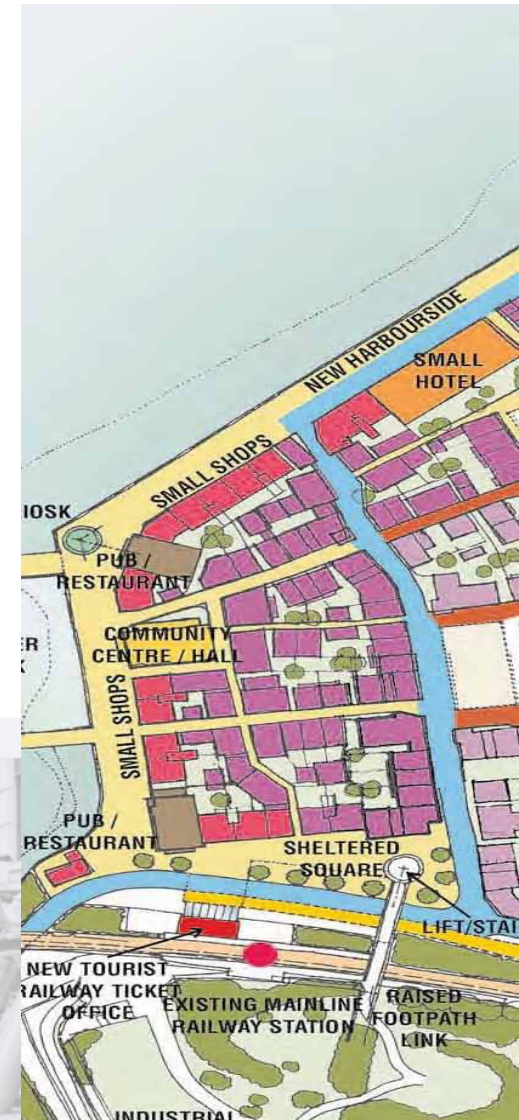 NEW HARBOURSIDE
SMALL
HOTEL
SMALL SHOPS
IOSK
PUB /
RESTAURANT
COMMUNITY
CENTRE / HALL
ER
K
SMALL SHOPS
PUB /
RESTAURANT
SHELTERED
SQUARE
LIFT/STAI
NEW TOURIST
RAILWAY TICKET
OFFICE
EXISTING MAINLINE
RAILWAY STATION
RAISED
FOOTPATH
LINK
INDUSTRIAL